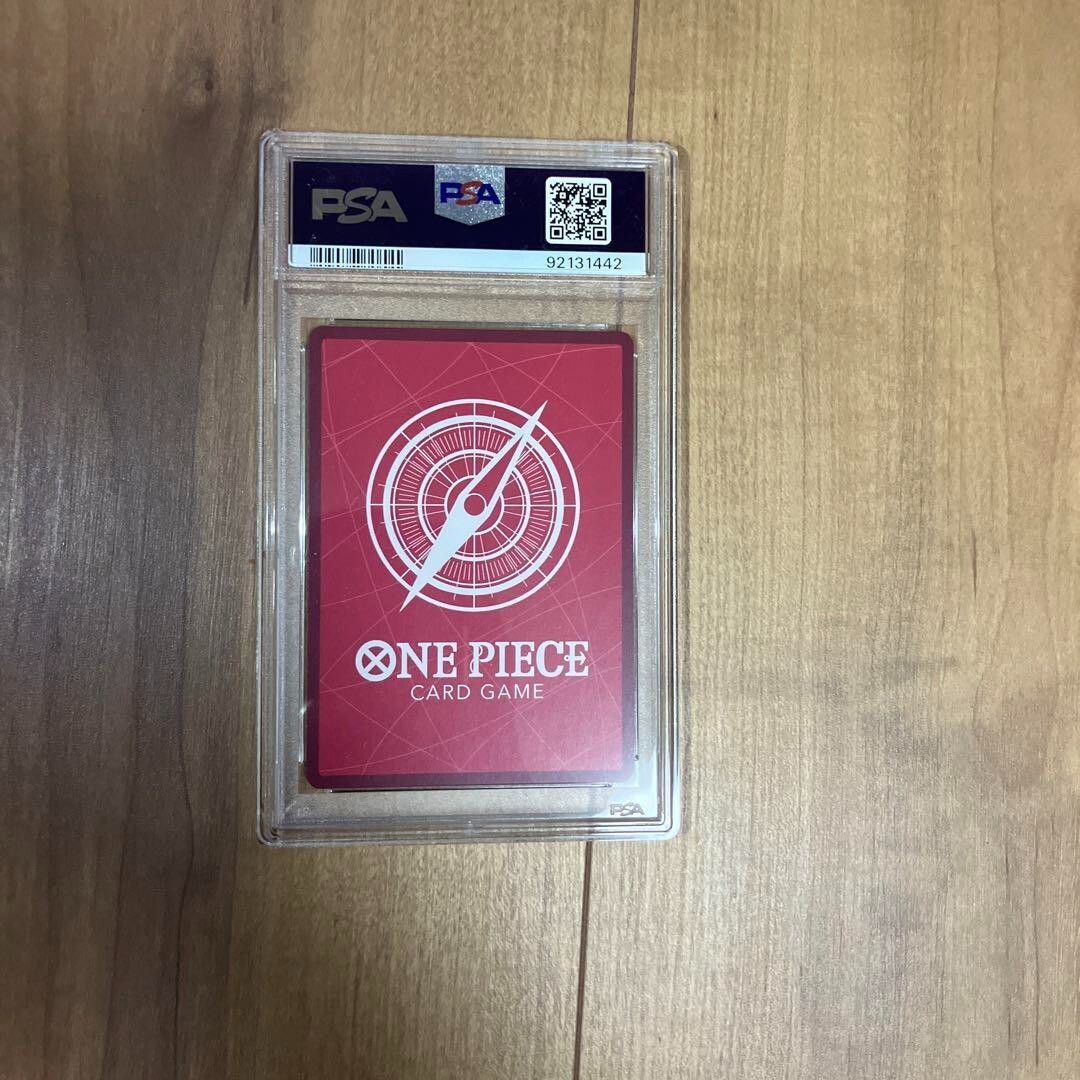 PSA
PSA
92131442
ONE PIECE
CARD GAME
PSA